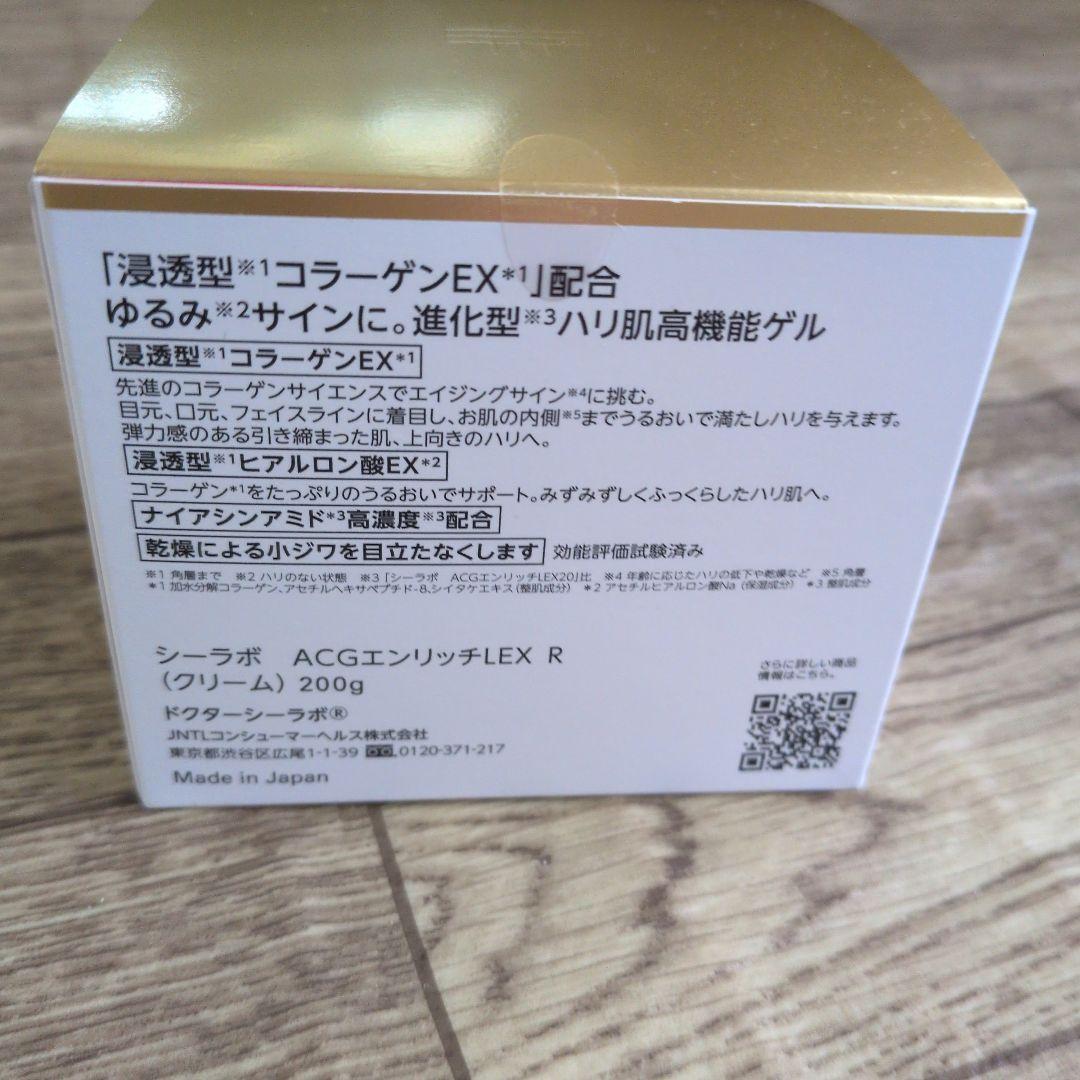 「浸透型※1コラーゲンEX*1」配合
ゆるみ※2サインに。進化型※3ハリ肌高機能ゲル
浸透型※1コラーゲンEX*1
先進のコラーゲンサイエンスでエイジングサイン※4に挑む。
目元、口元、フェイスラインに着目し、お肌の内側※5までうるおいで満たしハリを与えます。
弾力感のある引き締まった肌、上向きのハリへ。
浸透型※1ヒアルロン酸EX*2
コラーゲン*1をたっぷりのうるおいでサポート。みずみずしくふっくらしたハリ肌へ。
ナイアシンアミド*3高濃度※3配合
乾燥による小ジワを目立たなくします 効能評価試験済み
※1 角層まで ※2 ハリのない状態 ※3「シーラボ ACGエンリッチLEX20」比 ※4 年齢に応じたハリの低下や乾燥など ※5 角層
*1 加水分解コラーゲン、アセチルヘキサペプチド-8、シイタケエキス(整肌成分) *2 アセチルヒアルロン酸Na(保湿成分) *3 整肌成分
シーラボ ACGエンリッチLEX R
(クリーム) 200g
ドクターシーラボ®
JNTLコンシューマーヘルス株式会社
東京都渋谷区広尾1-1-39 0120-371-217
Made in Japan
さらに詳しい商品
情報はこちら。